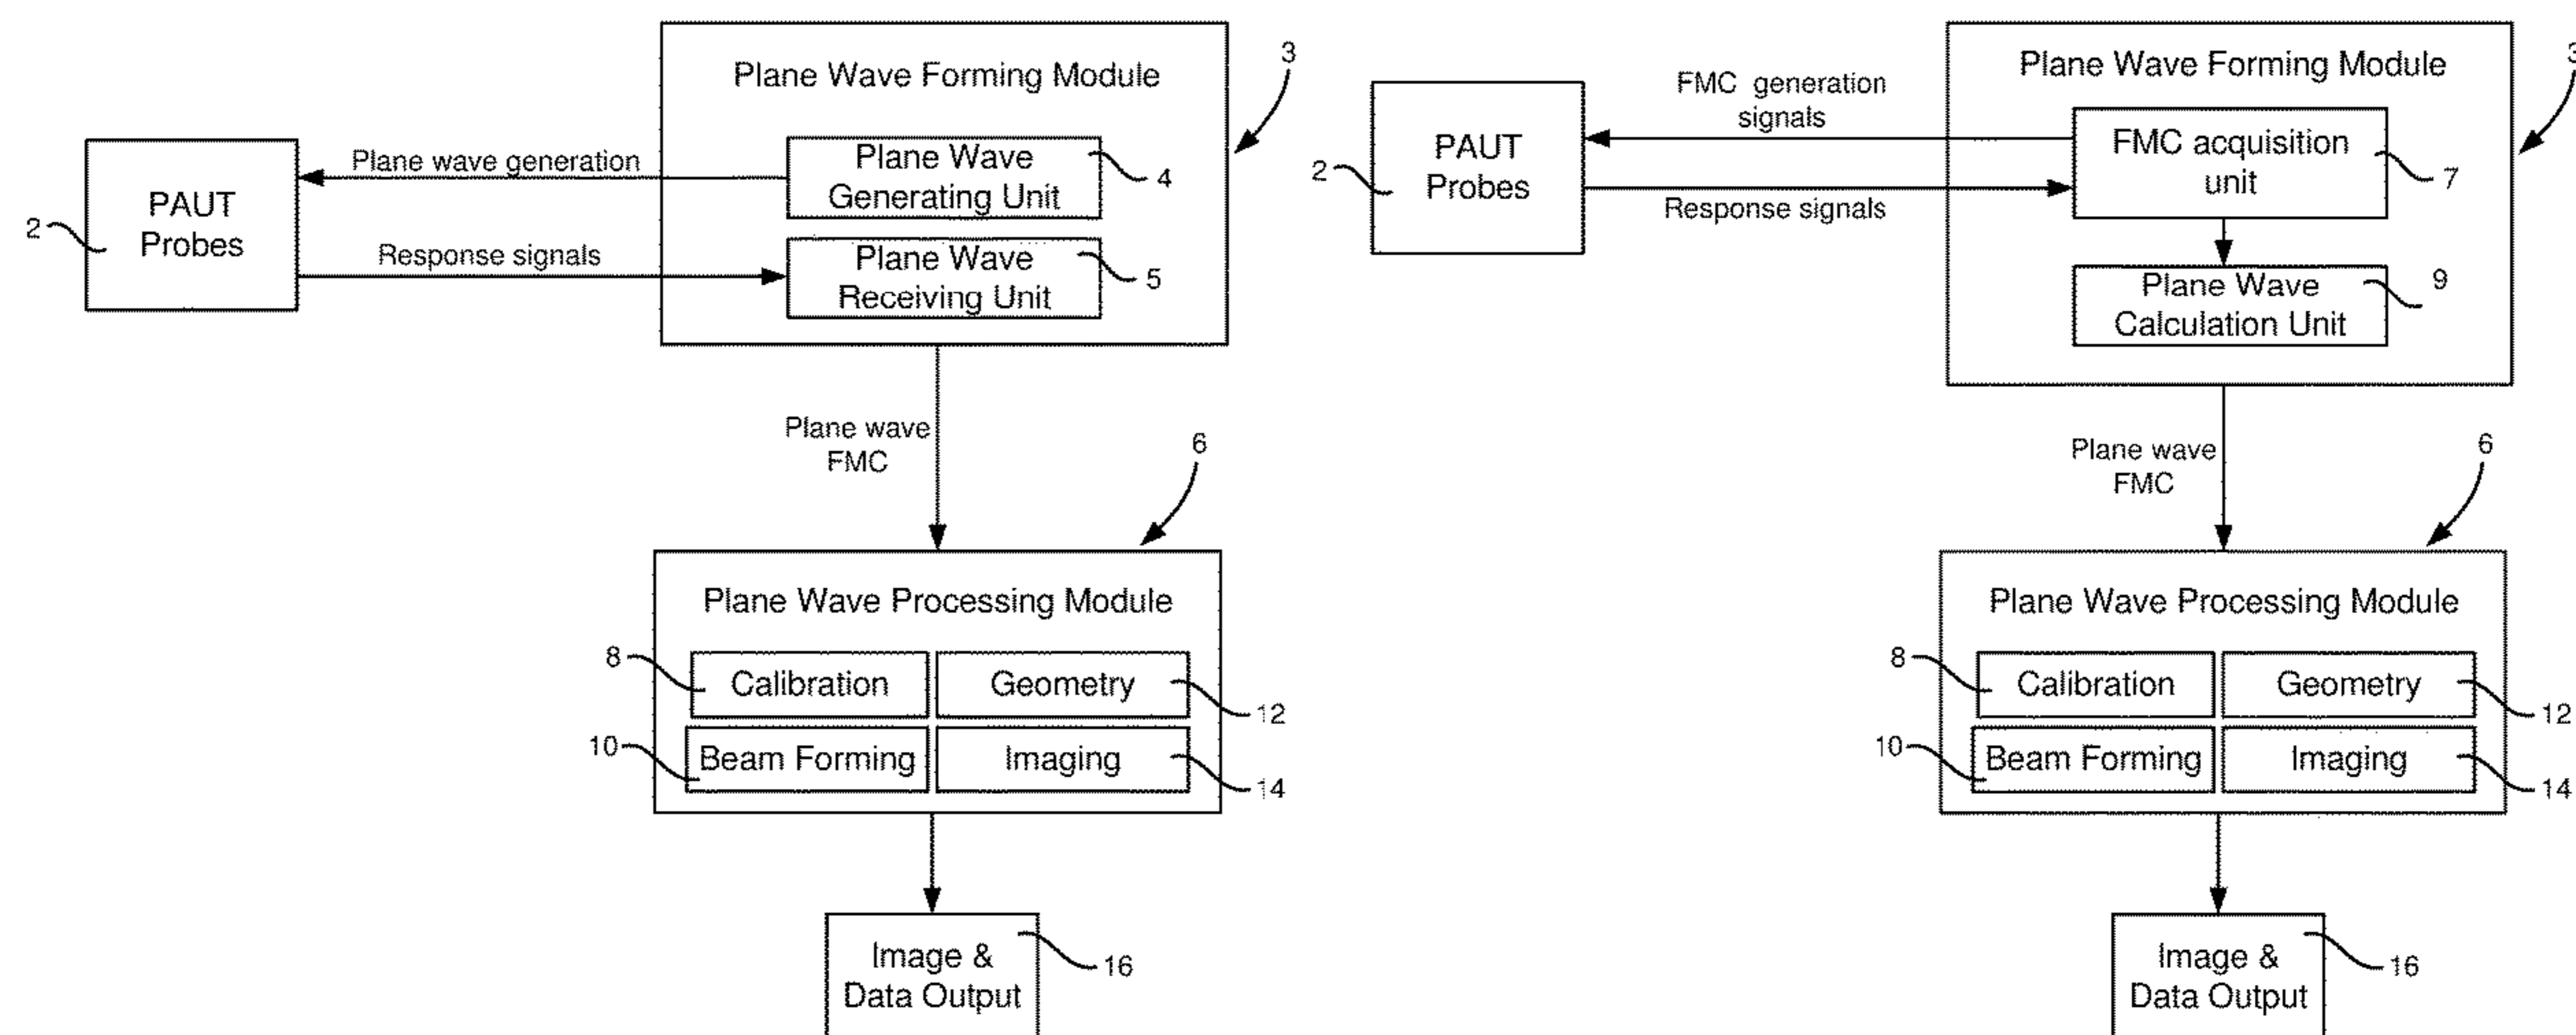 Plane Wave Forming Module
3
Plane Wave
Generating Unit
4
Plane wave generation
PAUT
Probes
2
Response signals
Plane Wave
Receiving Unit
5
Plane wave
FMC
6
Plane Wave Processing Module
8
Calibration
Geometry
12
10
Beam Forming
Imaging
14
Image &
Data Output
16
Plane Wave Forming Module
3
FMC generation
signals
PAUT
Probes
2
FMC acquisition
unit
7
Response signals
Plane Wave
Calculation Unit
9
Plane wave
FMC
6
Plane Wave Processing Module
8
Calibration
Geometry
12
10
Beam Forming
Imaging
14
Image &
Data Output
16